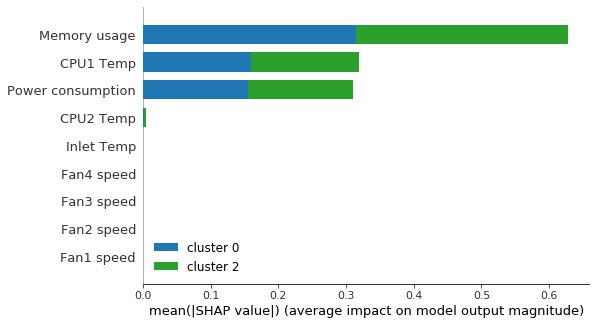 Memory usage
CPU1 Temp
Power consumption
CPU2 Temp
Inlet Temp
Fan4 speed
Fan3 speed
Fan2 speed
Fan1 speed
cluster 0
cluster 2
0.0 0.1 0.2 0.3 0.4 0.5 0.6
mean(|SHAP value|) (average impact on model output magnitude)